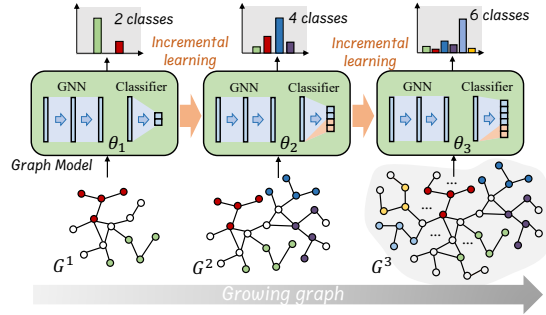 2 classes
4 classes
6 classes
Incremental
learning
Incremental
learning
GNN Classifier
GNN Classifier
GNN Classifier
θ1
θ2
θ3
Graph Model
...
...
...
...
G¹
G²
G³
Growing graph